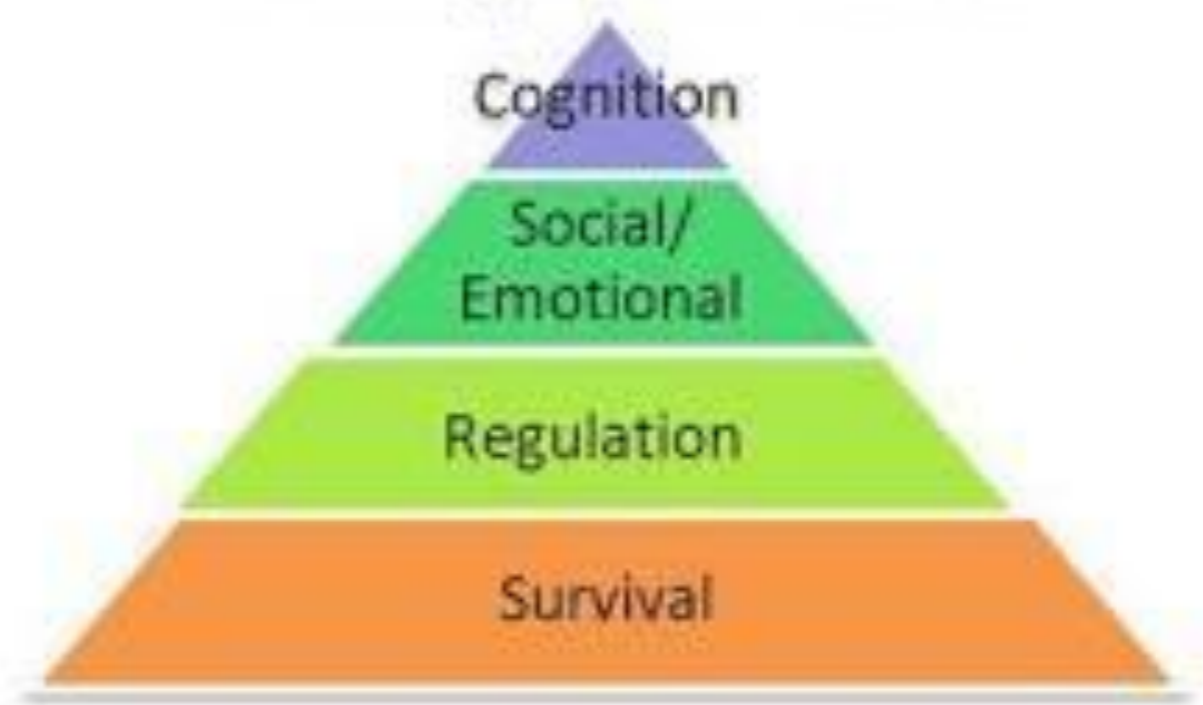 Cognition
Social/
Emotional
Regulation
Survival